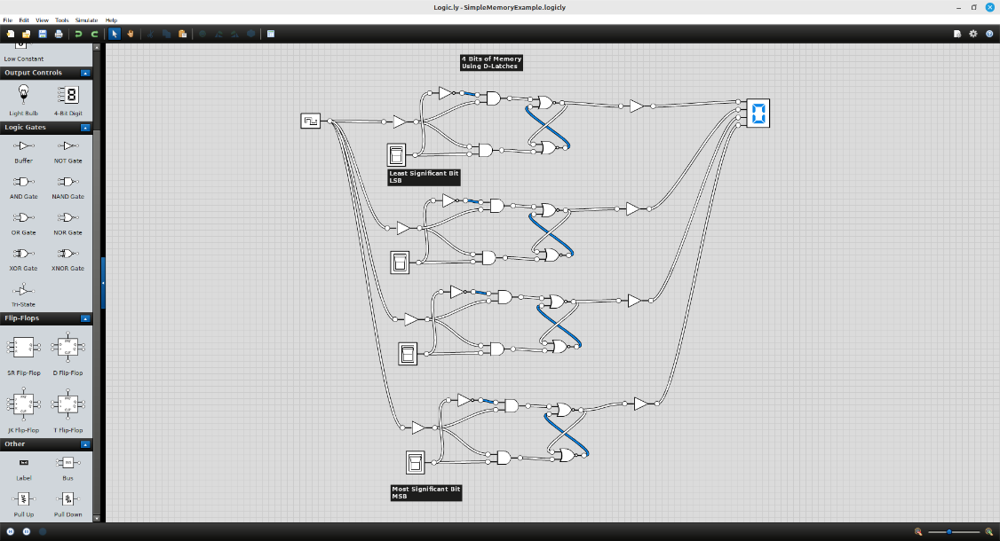 Logic.ly - SimpleMemoryExample.logicly
File Edit View Tools Simulate Help
Low Constant
Output Controls
Light Bulb 4-Bit Digit
Logic Gates
Buffer NOT Gate
AND Gate NAND Gate
OR Gate NOR Gate
XOR Gate XNOR Gate
Tri-State
Flip-Flops
SR Flip-Flop D Flip-Flop
JK Flip-Flop T Flip-Flop
Other
Label Bus
Pull Up Pull Down
4 Bits of Memory
Using D-Latches
0
Least Significant Bit
LSB
Most Significant Bit
MSB